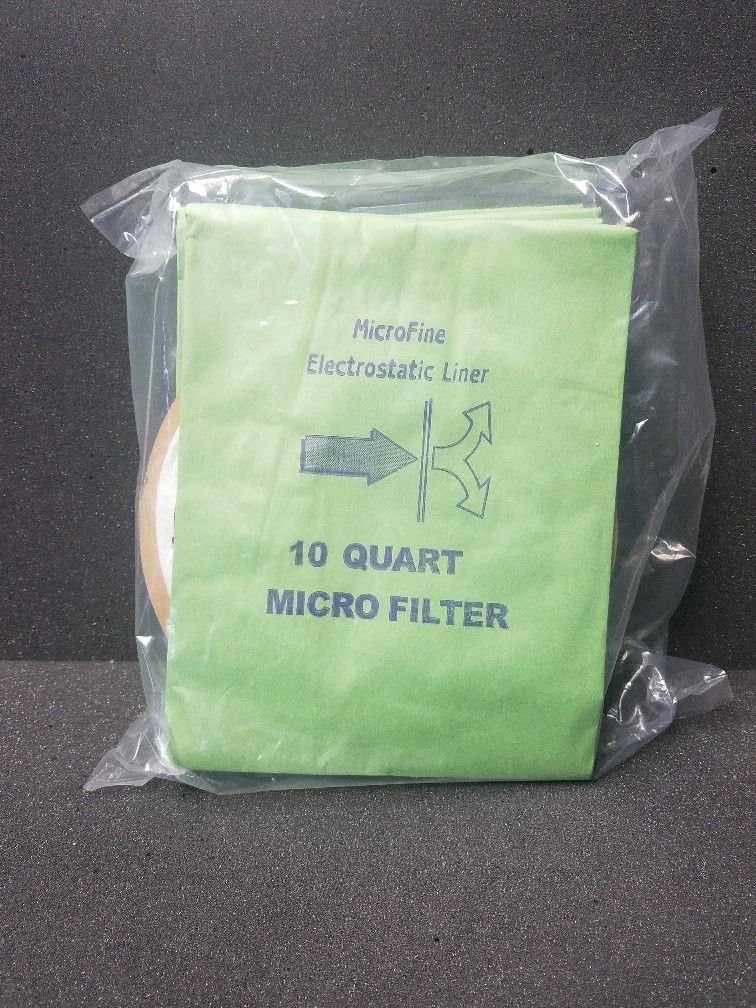 MicroFine
Electrostatic Liner
10 QUART
MICRO FILTER